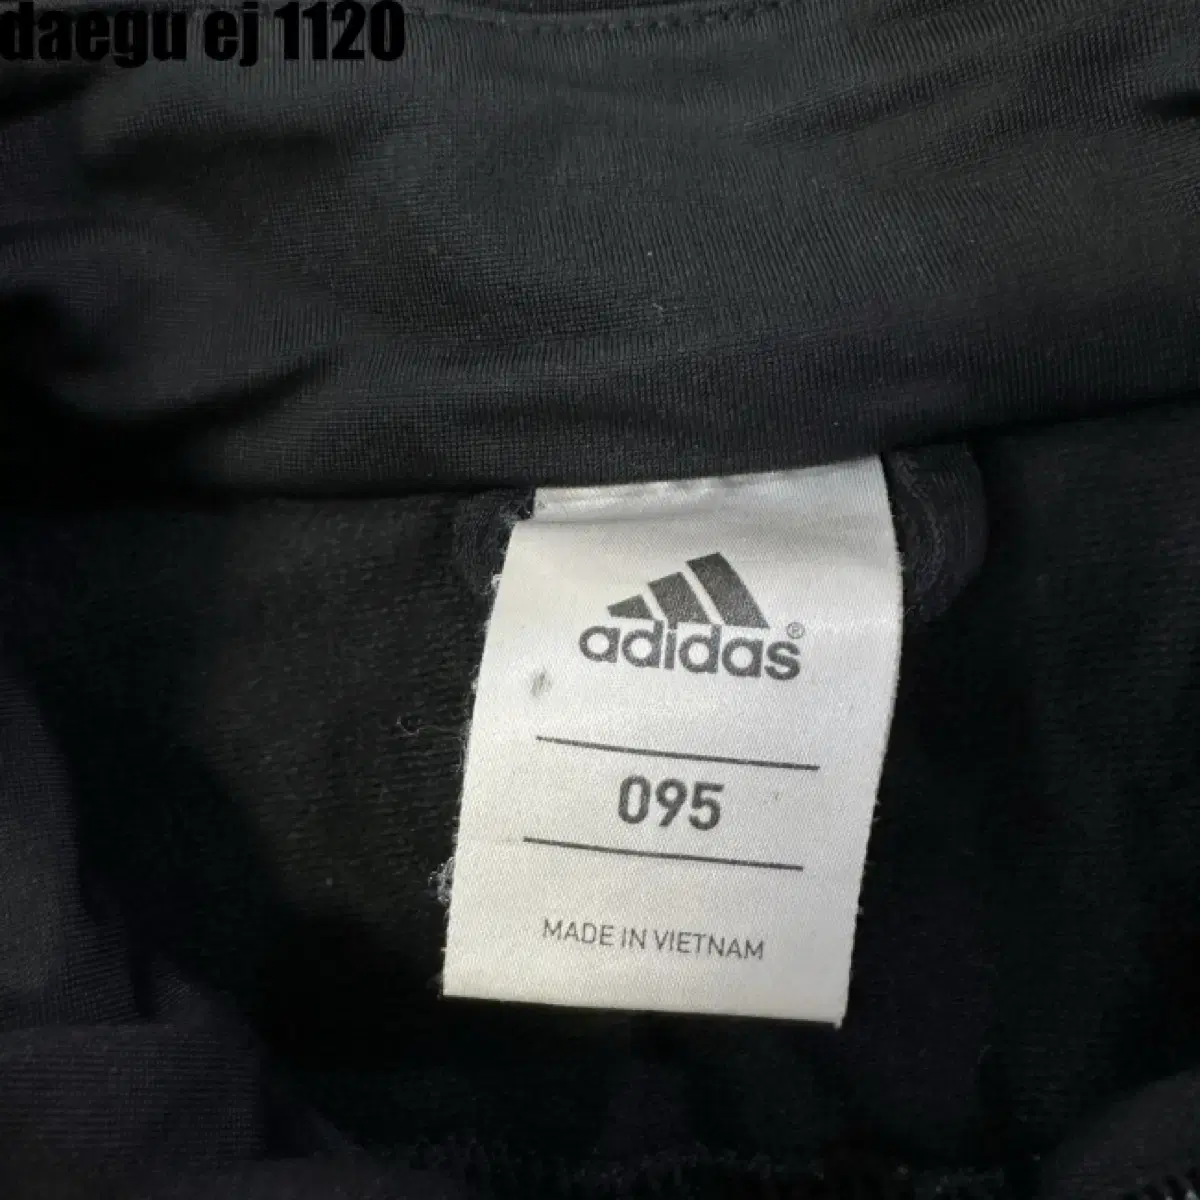 daegu ej 1120
adidas®
095
MADE IN VIETNAM